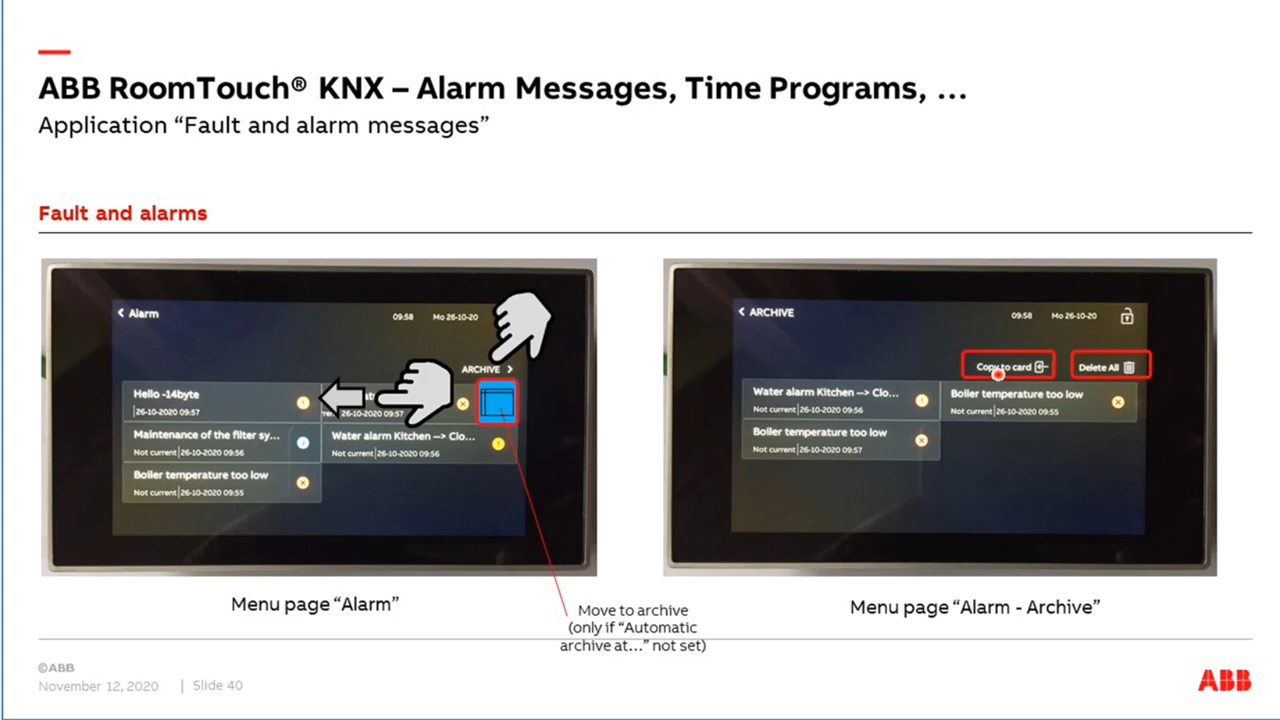 ABB RoomTouch® KNX – Alarm Messages, Time Programs, …
Application “Fault and alarm messages”
Fault and alarms
Alarm
09:58 Mo 26-10-20
ARCHIVE
Hello -14byte
26-10-2020 09:57
26-10-2020 09:57
Maintenance of the filter sy...
Not current 26-10-2020 09:56
Water alarm Kitchen --> Clo...
Not current 26-10-2020 09:56
Boiler temperature too low
Not current 26-10-2020 09:55
Menu page “Alarm”
ARCHIVE
09:58 Mo 26-10-20
Copy to card
Delete All
Water alarm Kitchen --> Clo...
Not current 26-10-2020 09:56
Boiler temperature too low
Not current 26-10-2020 09:55
Boiler temperature too low
Not current 26-10-2020 09:57
Menu page “Alarm - Archive”
Move to archive
(only if “Automatic
archive at…” not set)
©ABB
November 12, 2020 | Slide 40
ABB